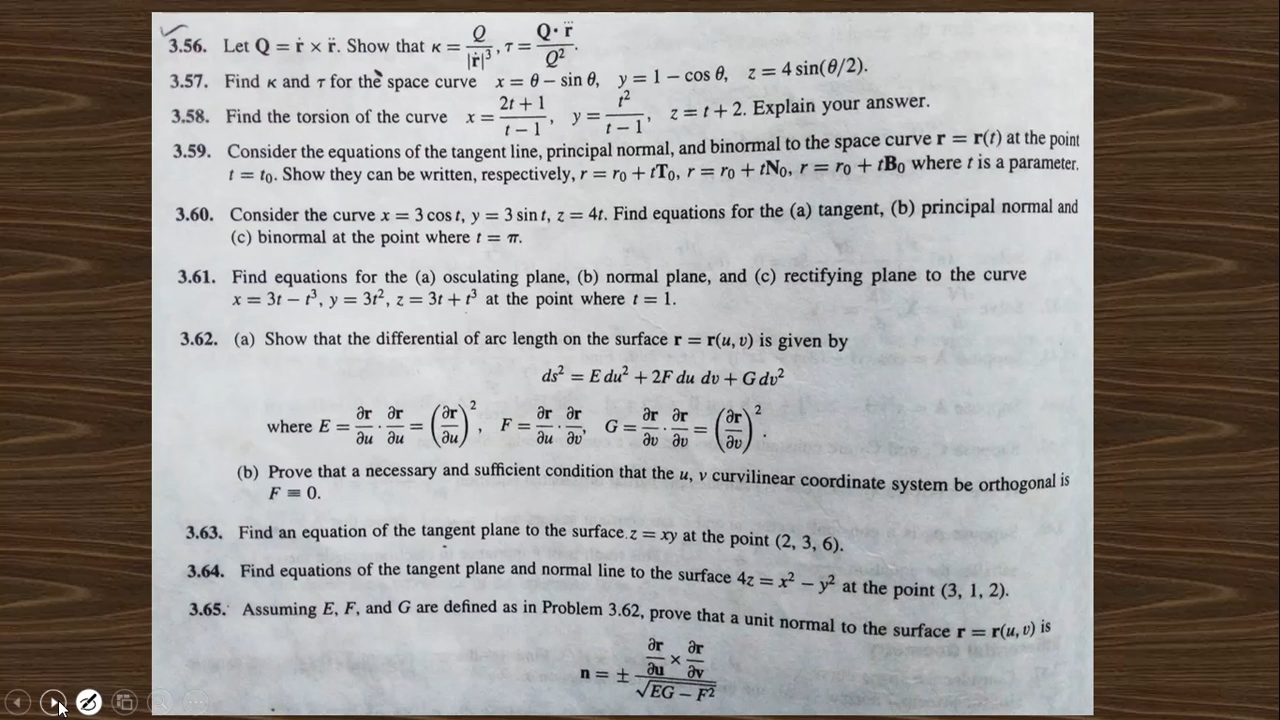 3.56. Let Q = ṙ × r̈. Show that κ = Q/|ṙ|³, τ = Q · r⃛/Q².
3.57. Find κ and τ for the space curve x = θ − sin θ, y = 1 − cos θ, z = 4 sin(θ/2).
3.58. Find the torsion of the curve x = (2t + 1)/(t − 1), y = t²/(t − 1), z = t + 2. Explain your answer.
3.59. Consider the equations of the tangent line, principal normal, and binormal to the space curve r = r(t) at the point
t = t₀. Show they can be written, respectively, r = r₀ + tT₀, r = r₀ + tN₀, r = r₀ + tB₀ where t is a parameter.
3.60. Consider the curve x = 3 cos t, y = 3 sin t, z = 4t. Find equations for the (a) tangent, (b) principal normal and
(c) binormal at the point where t = π.
3.61. Find equations for the (a) osculating plane, (b) normal plane, and (c) rectifying plane to the curve
x = 3t − t³, y = 3t², z = 3t + t³ at the point where t = 1.
3.62. (a) Show that the differential of arc length on the surface r = r(u, v) is given by
ds² = E du² + 2F du dv + G dv²
where E = ∂r/∂u · ∂r/∂u = (∂r/∂u)², F = ∂r/∂u · ∂r/∂v, G = ∂r/∂v · ∂r/∂v = (∂r/∂v)².
(b) Prove that a necessary and sufficient condition that the u, v curvilinear coordinate system be orthogonal is
F ≡ 0.
3.63. Find an equation of the tangent plane to the surface z = xy at the point (2, 3, 6).
3.64. Find equations of the tangent plane and normal line to the surface 4z = x² − y² at the point (3, 1, 2).
3.65. Assuming E, F, and G are defined as in Problem 3.62, prove that a unit normal to the surface r = r(u, v) is
n = ± (∂r/∂u × ∂r/∂v)/√(EG − F²)